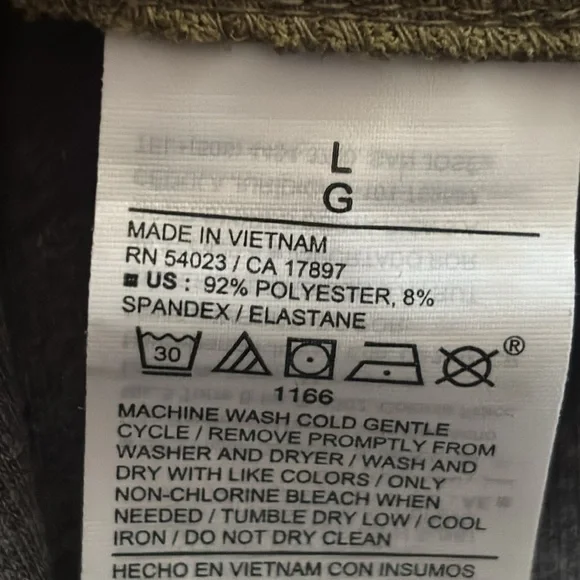 L
G
MADE IN VIETNAM
RN 54023 / CA 17897
■ US : 92% POLYESTER, 8%
SPANDEX / ELASTANE
30 ®
1166
MACHINE WASH COLD GENTLE
CYCLE / REMOVE PROMPTLY FROM
WASHER AND DRYER / WASH AND
DRY WITH LIKE COLORS / ONLY
NON-CHLORINE BLEACH WHEN
NEEDED / TUMBLE DRY LOW / COOL
IRON / DO NOT DRY CLEAN
HECHO EN VIETNAM CON INSUMOS